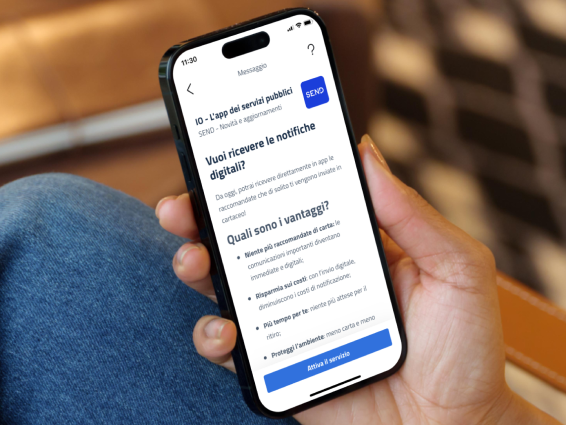 11:30
Messaggio
?
IO - L'app dei servizi pubblici
SEND - Novità e aggiornamenti
SEND
Vuoi ricevere le notifiche
digitali?
Da oggi, potrai ricevere direttamente in app le
raccomandate che di solito ti vengono inviate in
cartaceo!
Quali sono i vantaggi?
• Niente più raccomandate di carta: le
comunicazioni importanti diventano
immediate e digitali;
• Risparmia sui costi: con l'invio digitale,
diminuiscono i costi di notificazione;
• Più tempo per te: niente più attese per il
ritiro;
• Proteggi l'ambiente: meno carta e meno
Attiva il servizio